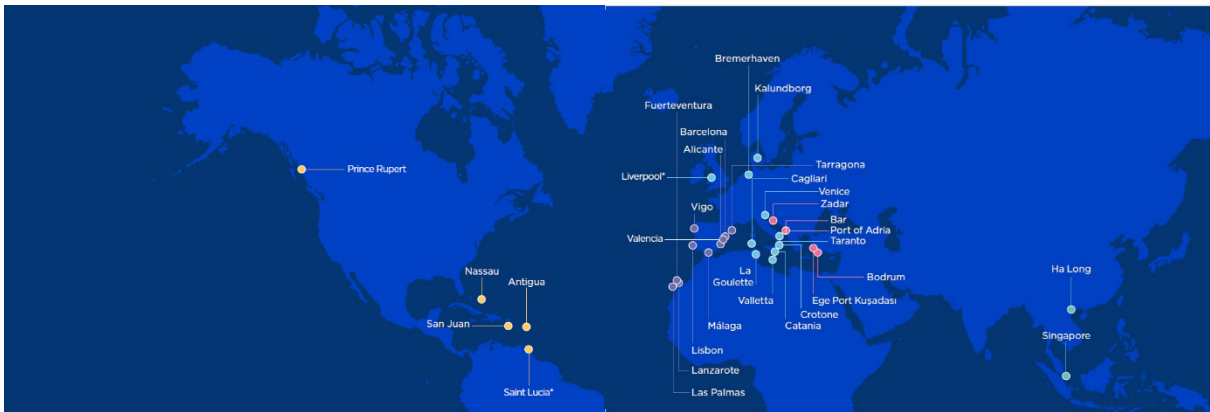 Prince Rupert
Nassau
Antigua
San Juan
Saint Lucia*
Bremerhaven
Kalundborg
Fuerteventura
Barcelona
Alicante
Tarragona
Liverpool*
Cagliari
Venice
Vigo
Zadar
Bar
Valencia
Port of Adria
Taranto
La
Goulette
Bodrum
Valletta
Ege Port Kuşadası
Crotone
Málaga
Catania
Lisbon
Lanzarote
Las Palmas
Ha Long
Singapore